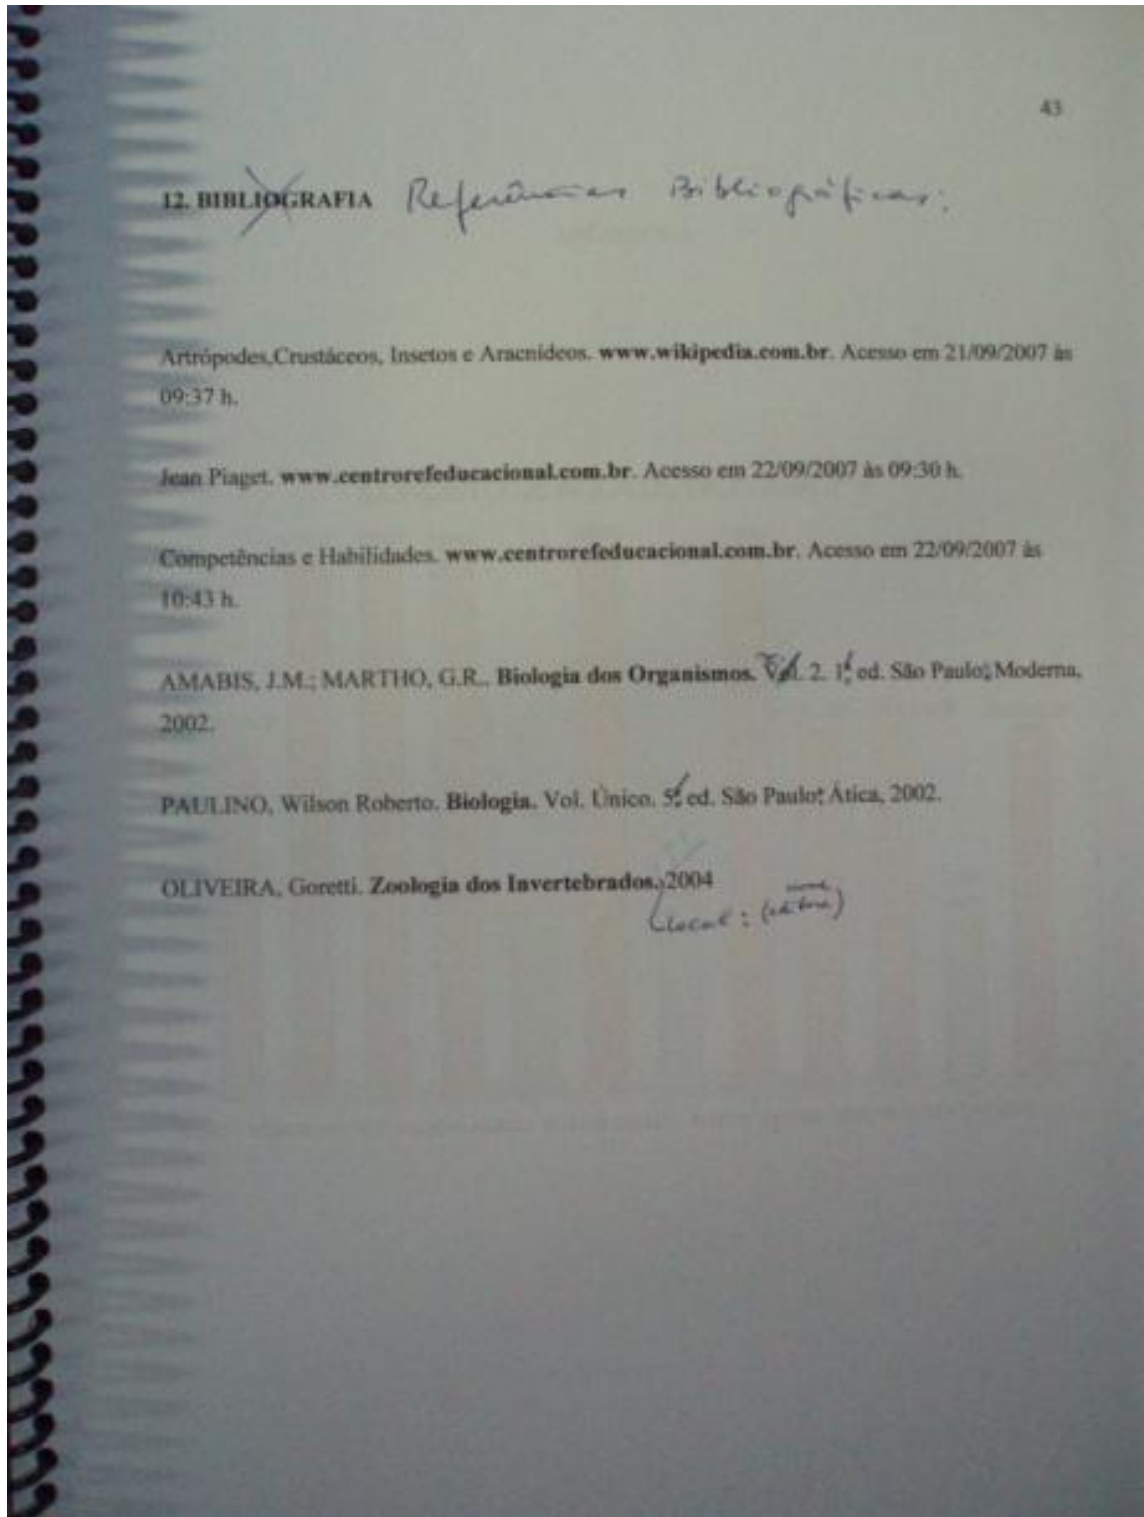 43
12. BIBLIOGRAFIA Referências Bibliográficas:
Artrópodes,Crustáceos, Insetos e Aracnídeos. www.wikipedia.com.br. Acesso em 21/09/2007 às
09:37 h.
Jean Piaget. www.centrorefeducacional.com.br. Acesso em 22/09/2007 às 09:30 h.
Competências e Habilidades. www.centrorefeducacional.com.br. Acesso em 22/09/2007 às
10:43 h.
AMABIS, J.M.; MARTHO, G.R.. Biologia dos Organismos. Vol. 2. 1ª ed. São Paulo: Moderna,
2002.
PAULINO, Wilson Roberto. Biologia. Vol. Único. 5ª ed. São Paulo: Ática, 2002.
OLIVEIRA, Goretti. Zoologia dos Invertebrados. 2004
Local: (editora)